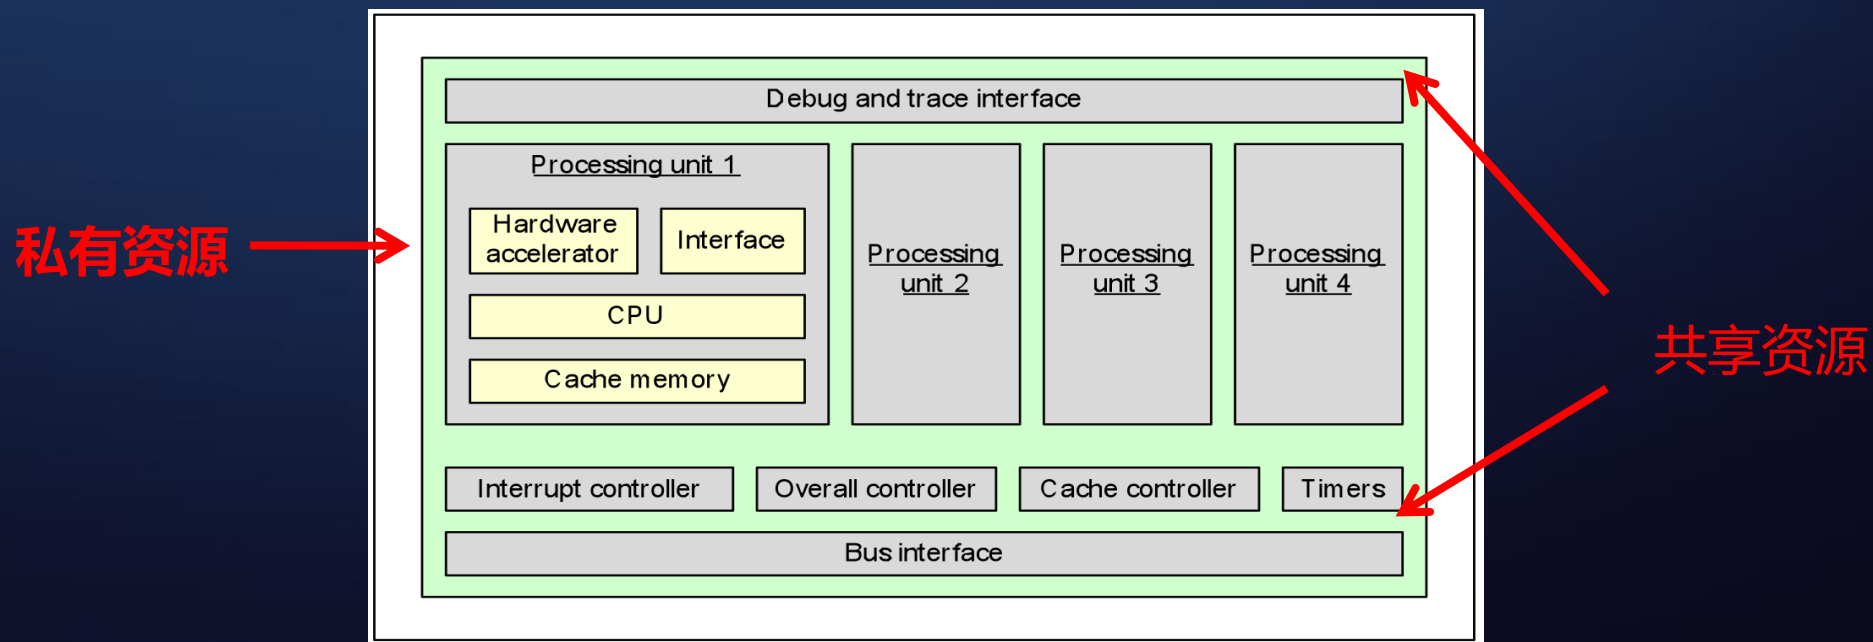 Debug and trace interface
Processing unit 1
Hardware
accelerator
Interface
CPU
Cache memory
Processing
unit 2
Processing
unit 3
Processing
unit 4
私有资源
共享资源
Interrupt controller
Overall controller
Cache controller
Timers
Bus interface